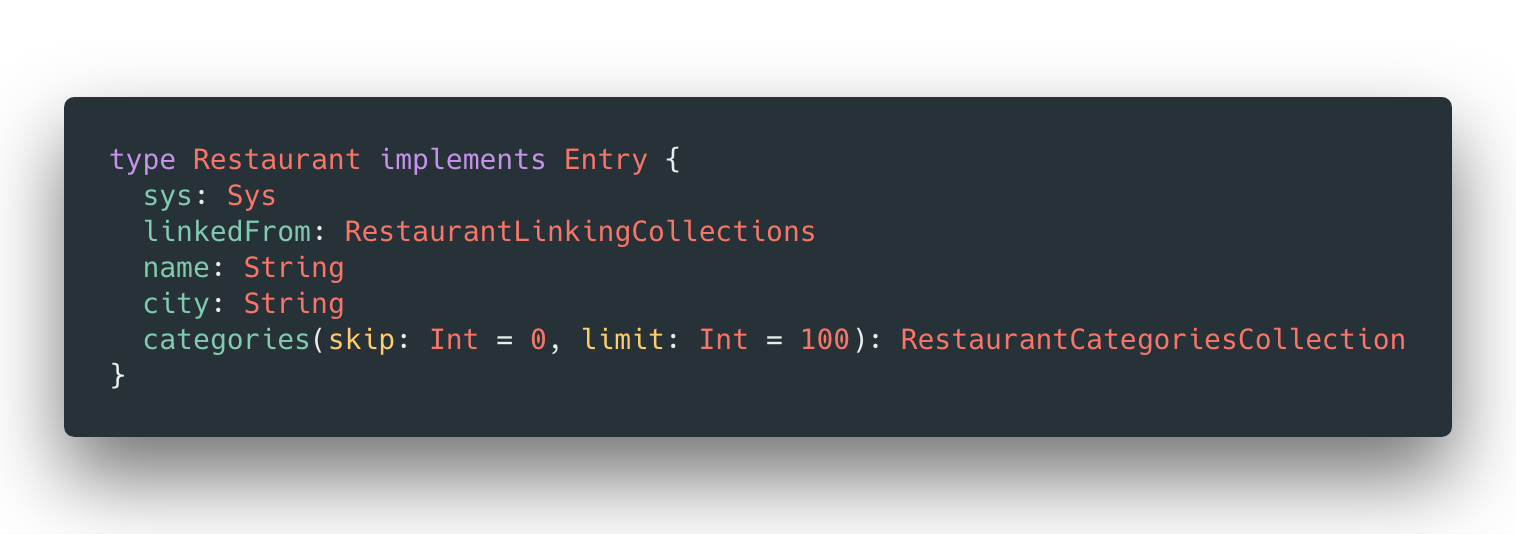 type Restaurant implements Entry {
  sys: Sys
  linkedFrom: RestaurantLinkingCollections
  name: String
  city: String
  categories(skip: Int = 0, limit: Int = 100): RestaurantCategoriesCollection
}